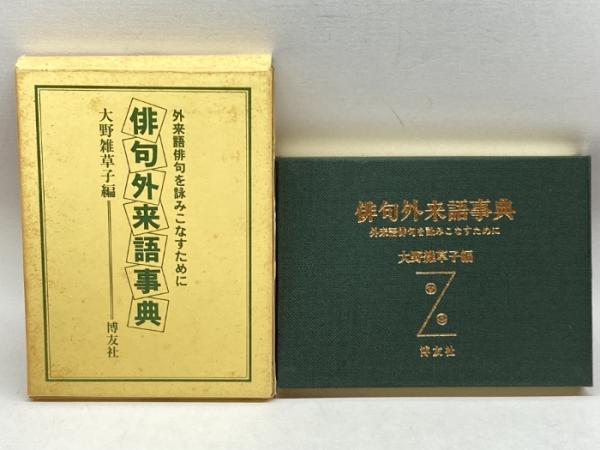 外来語俳句を詠みこなすために
俳句外来語事典
大野雑草子編
博友社
俳句外来語事典
外来語俳句を詠みこなすために
大野雑草子編
博友社